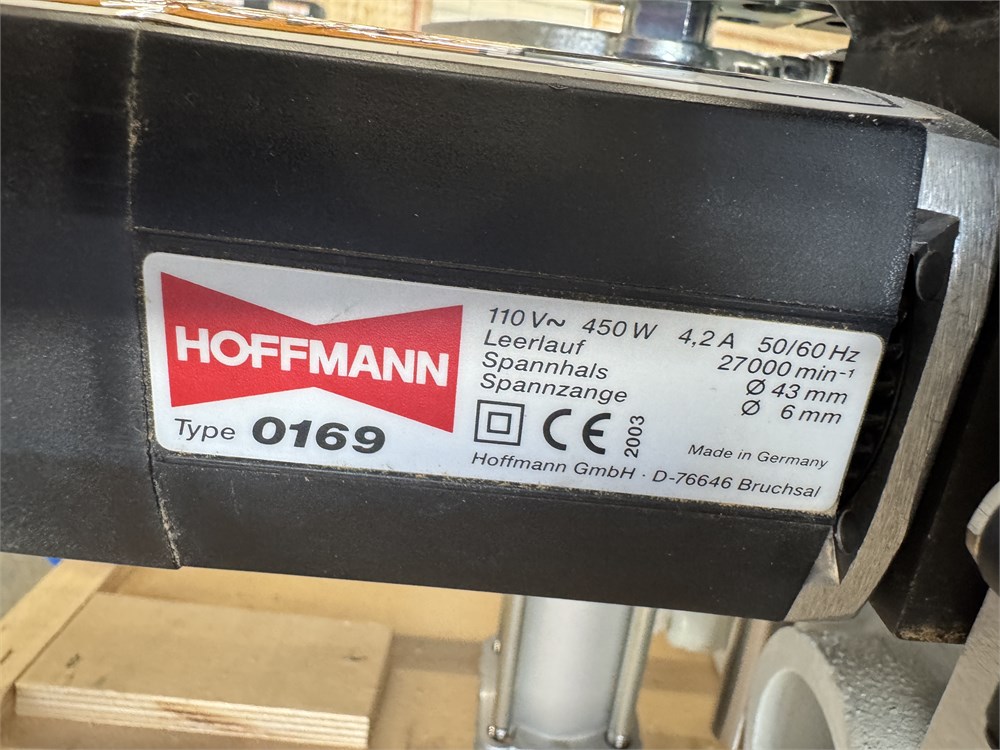 HOFFMANN
Type 0169
110 V~ 450 W 4,2 A 50/60 Hz
Leerlauf 27000 min⁻¹
Spannhals Ø 43 mm
Spannzange Ø 6 mm
CE 2003
Made in Germany
Hoffmann GmbH · D-76646 Bruchsal